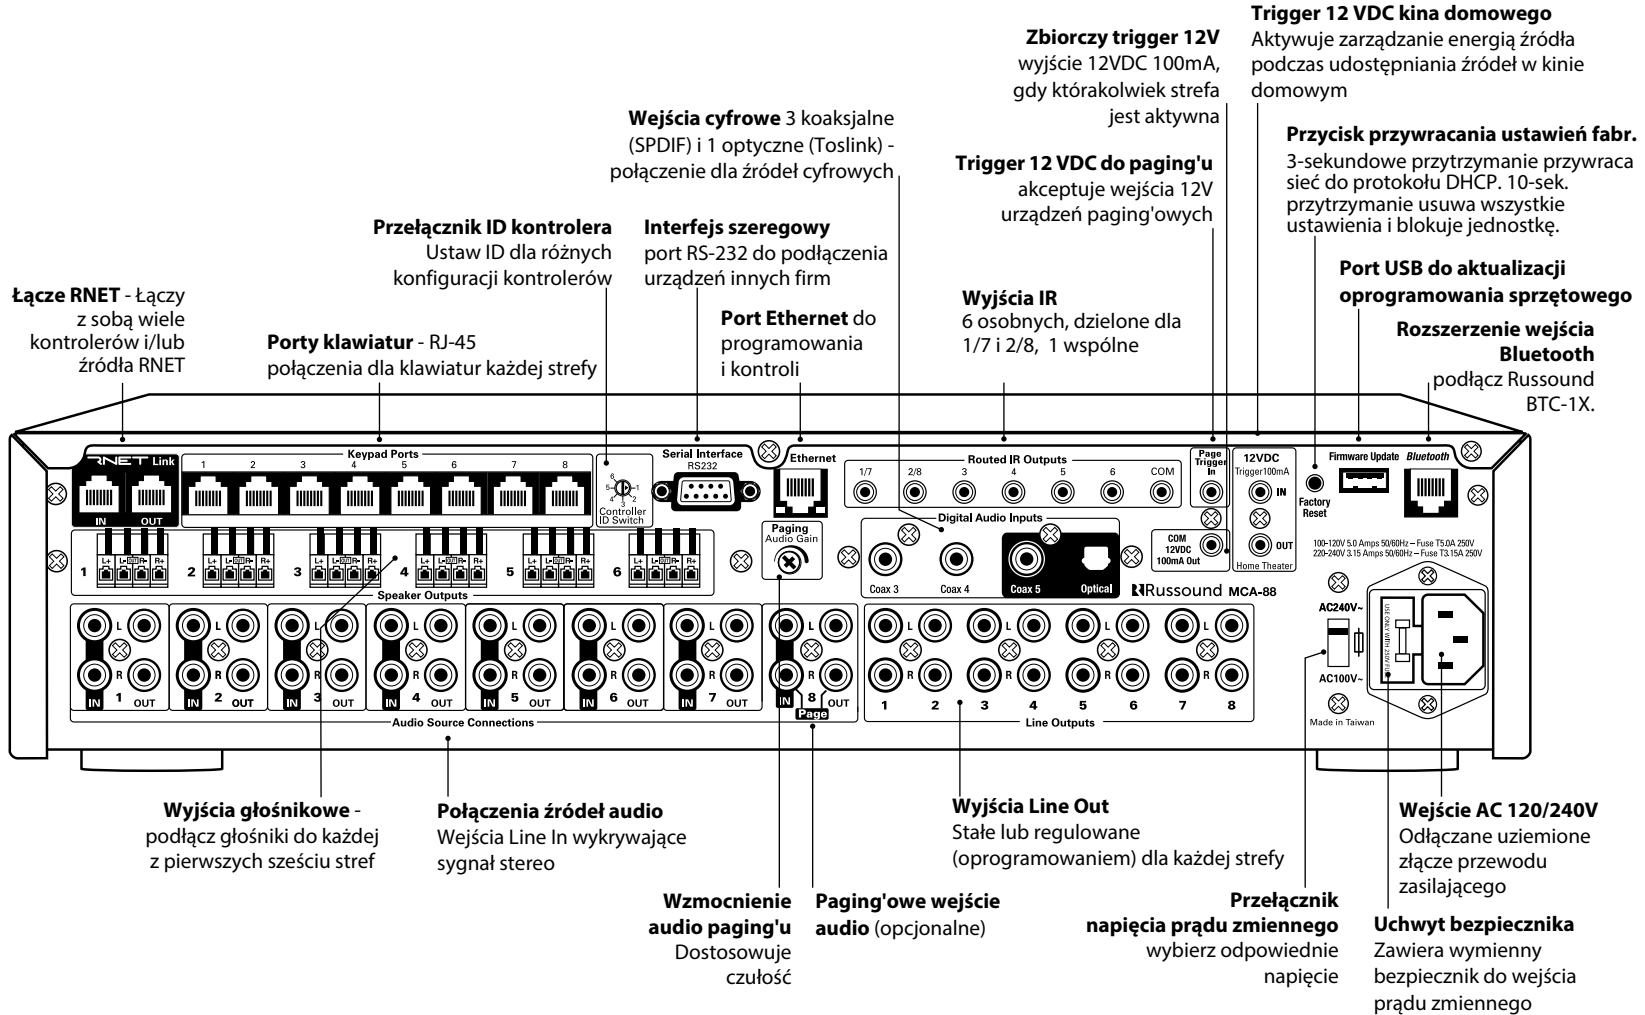 Trigger 12 VDC kina domowego
Aktywuje zarządzanie energią źródła
podczas udostępniania źródeł w kinie
domowym
Zbiorczy trigger 12V
wyjście 12VDC 100mA,
gdy którakolwiek strefa
jest aktywna
Wejścia cyfrowe 3 koaksjalne
(SPDIF) i 1 optyczne (Toslink) -
połączenie dla źródeł cyfrowych
Przycisk przywracania ustawień fabr.
3-sekundowe przytrzymanie przywraca
sieć do protokołu DHCP. 10-sek.
przytrzymanie usuwa wszystkie
ustawienia i blokuje jednostkę.
Trigger 12 VDC do paging'u
akceptuje wejścia 12V
urządzeń paging'owych
Przełącznik ID kontrolera
Ustaw ID dla różnych
konfiguracji kontrolerów
Interfejs szeregowy
port RS-232 do podłączenia
urządzeń innych firm
Port USB do aktualizacji
oprogramowania sprzętowego
Łącze RNET - Łączy
z sobą wiele
kontrolerów i/lub
źródła RNET
Porty klawiatur - RJ-45
połączenia dla klawiatur każdej strefy
Port Ethernet do
programowania
i kontroli
Wyjścia IR
6 osobnych, dzielone dla
1/7 i 2/8, 1 wspólne
Rozszerzenie wejścia
Bluetooth
podłącz Russound
BTC-1X.
RNET Link
IN OUT
Keypad Ports
1 2 3 4 5 6 7 8
6
5
4 3 2
1
Controller
ID Switch
Serial Interface
RS232
Ethernet
Routed IR Outputs
1/7 2/8 3 4 5 6 COM
Page
Trigger
In
12VDC
Trigger100mA
IN
OUT
Home Theater
Factory
Reset
Firmware Update
Bluetooth
Paging
Audio Gain
Digital Audio Inputs
Coax 3 Coax 4 Coax 5 Optical
COM
12VDC
100mA Out
100-120V 5.0 Amps 50/60Hz – Fuse T5.0A 250V
220-240V 3.15 Amps 50/60Hz – Fuse T3.15A 250V
1 L+ L- OUT R- R+
2 L+ L- OUT R- R+
3 L+ L- OUT R- R+
4 L+ L- OUT R- R+
5 L+ L- OUT R- R+
6 L+ L- OUT R- R+
Speaker Outputs
Russound MCA-88
L L L L L L L L
R R R R R R R R
IN 1 OUT
IN 2 OUT
IN 3 OUT
IN 4 OUT
IN 5 OUT
IN 6 OUT
IN 7 OUT
IN 8 OUT
Page
Audio Source Connections
L L L L
R R R R
1 2 3 4 5 6 7 8
Line Outputs
AC240V~
AC100V~
Made in Taiwan
Wyjścia głośnikowe -
podłącz głośniki do każdej
z pierwszych sześciu stref
Połączenia źródeł audio
Wejścia Line In wykrywające
sygnał stereo
Wyjścia Line Out
Stałe lub regulowane
(oprogramowaniem) dla każdej strefy
Wejście AC 120/240V
Odłączane uziemione
złącze przewodu
zasilającego
Wzmocnienie
audio paging'u
Dostosowuje
czułość
Paging'owe wejście
audio (opcjonalne)
Przełącznik
napięcia prądu zmiennego
wybierz odpowiednie
napięcie
Uchwyt bezpiecznika
Zawiera wymienny
bezpiecznik do wejścia
prądu zmiennego